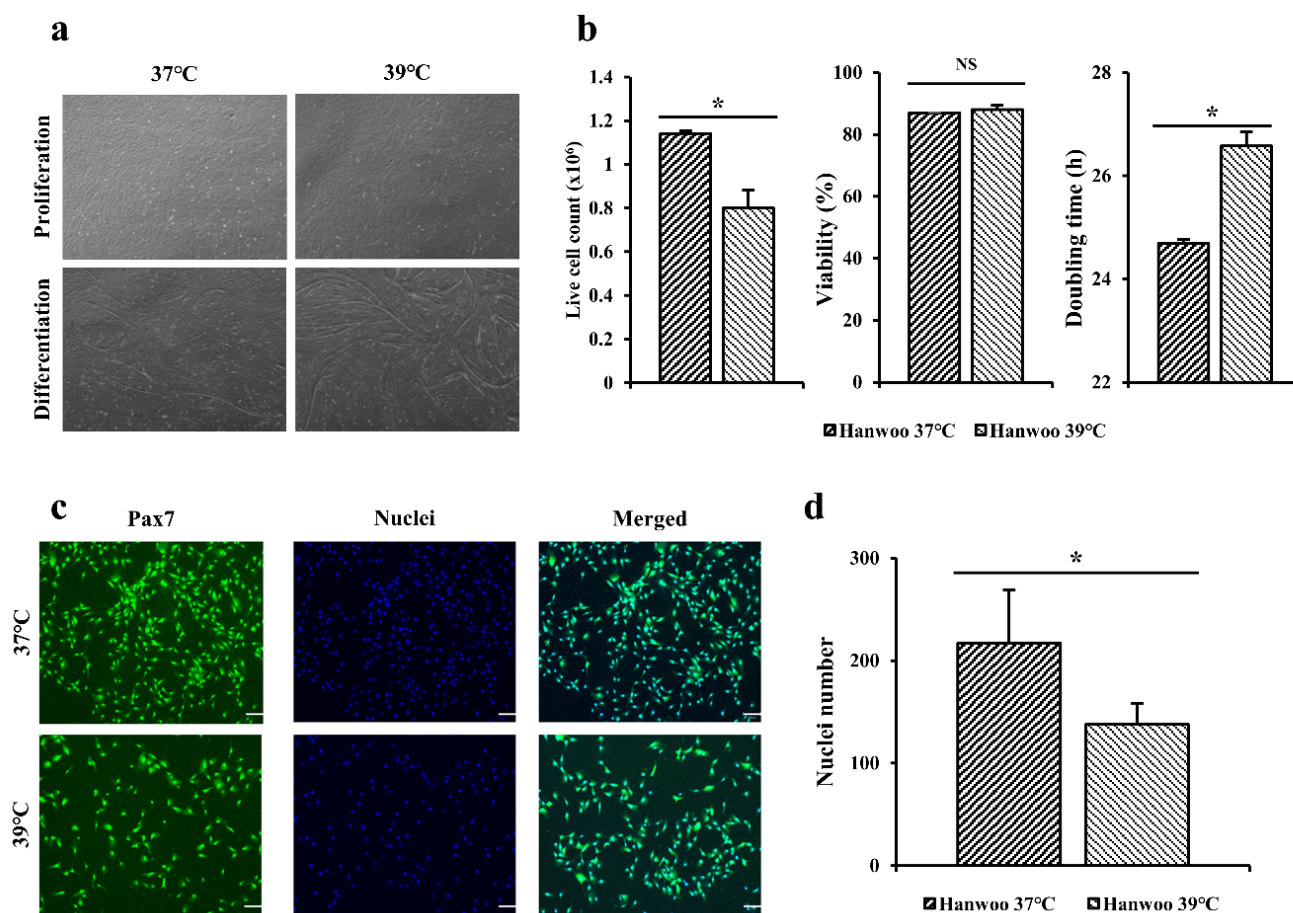 a
37℃
39℃
Proliferation
Differentiation
b
1.4
1.2
1
0.8
0.6
0.4
0.2
0
Live cell count (x10⁶)
*
100
80
60
40
20
0
Viability (%)
NS
28
26
24
22
Doubling time (h)
*
Hanwoo 37℃
Hanwoo 39℃
c
Pax7
Nuclei
Merged
37℃
39℃
d
300
200
100
0
Nuclei number
*
Hanwoo 37℃
Hanwoo 39℃